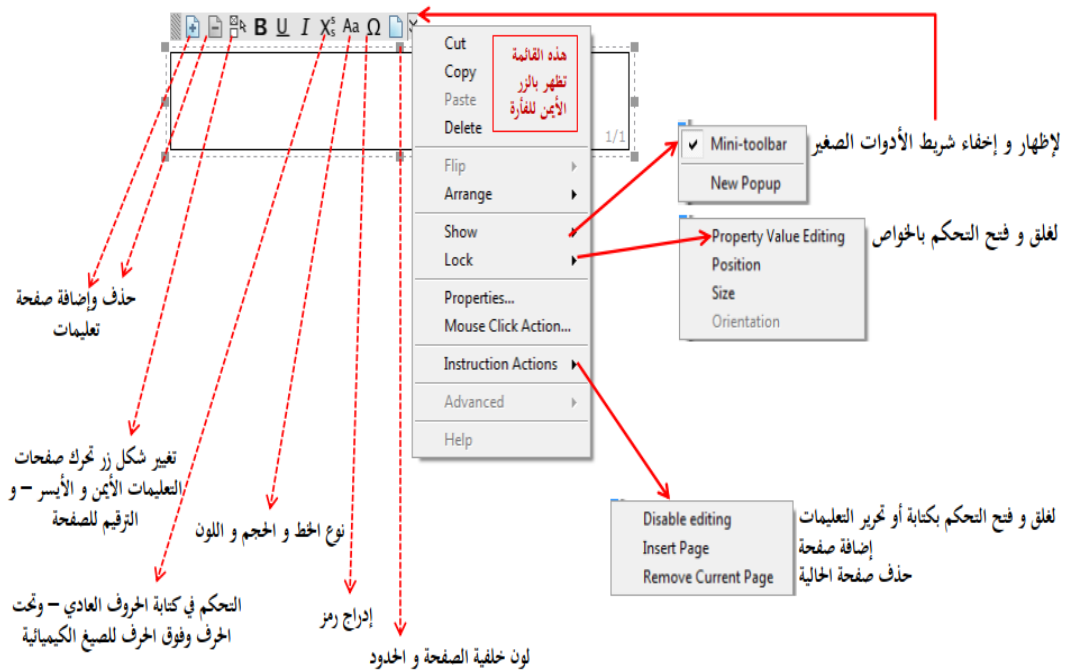 B U I Xˢₛ Aa Ω
Cut
Copy
Paste
Delete
Flip
Arrange
Show
Lock
Properties...
Mouse Click Action...
Instruction Actions
Advanced
Help
هذه القائمة
تظهر بالزر
الأيمن للفأرة
1/1
Mini-toolbar
New Popup
لإظهار و إخفاء شريط الأدوات الصغير
Property Value Editing
Position
Size
Orientation
لغلق و فتح التحكم بالخواص
حذف وإضافة صفحة
تعليمات
تغيير شكل زر تحرك صفحات
التعليمات الأيمن و الأيسر – و
الترقيم للصفحة
نوع الخط و الحجم و اللون
Disable editing
Insert Page
Remove Current Page
لغلق و فتح التحكم بكتابة أو تحرير التعليمات
إضافة صفحة
حذف صفحة الحالية
التحكم في كتابة الحروف العادي – وتحت
الحرف وفوق الحرف للصيغ الكيميائية
إدراج رمز
لون خلفية الصفحة و الحدود